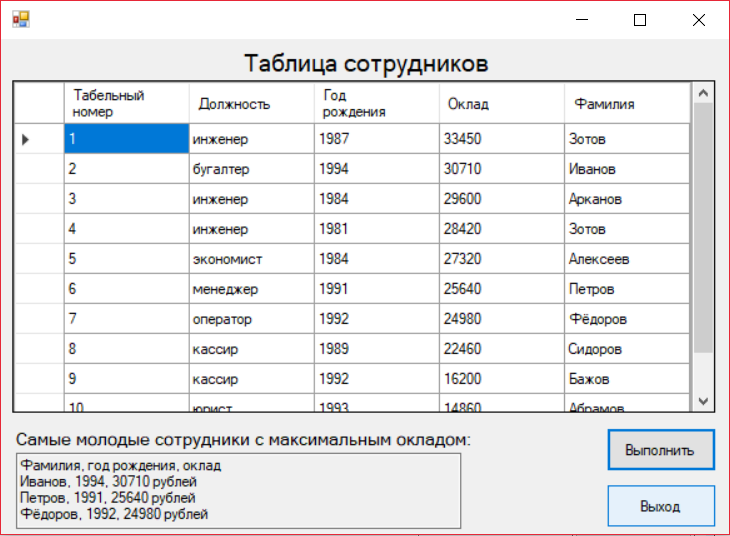 Таблица сотрудников
Табельный номер Должность Год рождения Оклад Фамилия
1 инженер 1987 33450 Зотов
2 бугалтер 1994 30710 Иванов
3 инженер 1984 29600 Арканов
4 инженер 1981 28420 Зотов
5 экономист 1984 27320 Алексеев
6 менеджер 1991 25640 Петров
7 оператор 1992 24980 Фёдоров
8 кассир 1989 22460 Сидоров
9 кассир 1992 16200 Бажов
10 юрист 1993 14860 Абрамов
Самые молодые сотрудники с максимальным окладом:
Фамилия, год рождения, оклад
Иванов, 1994, 30710 рублей
Петров, 1991, 25640 рублей
Фёдоров, 1992, 24980 рублей
Выполнить
Выход